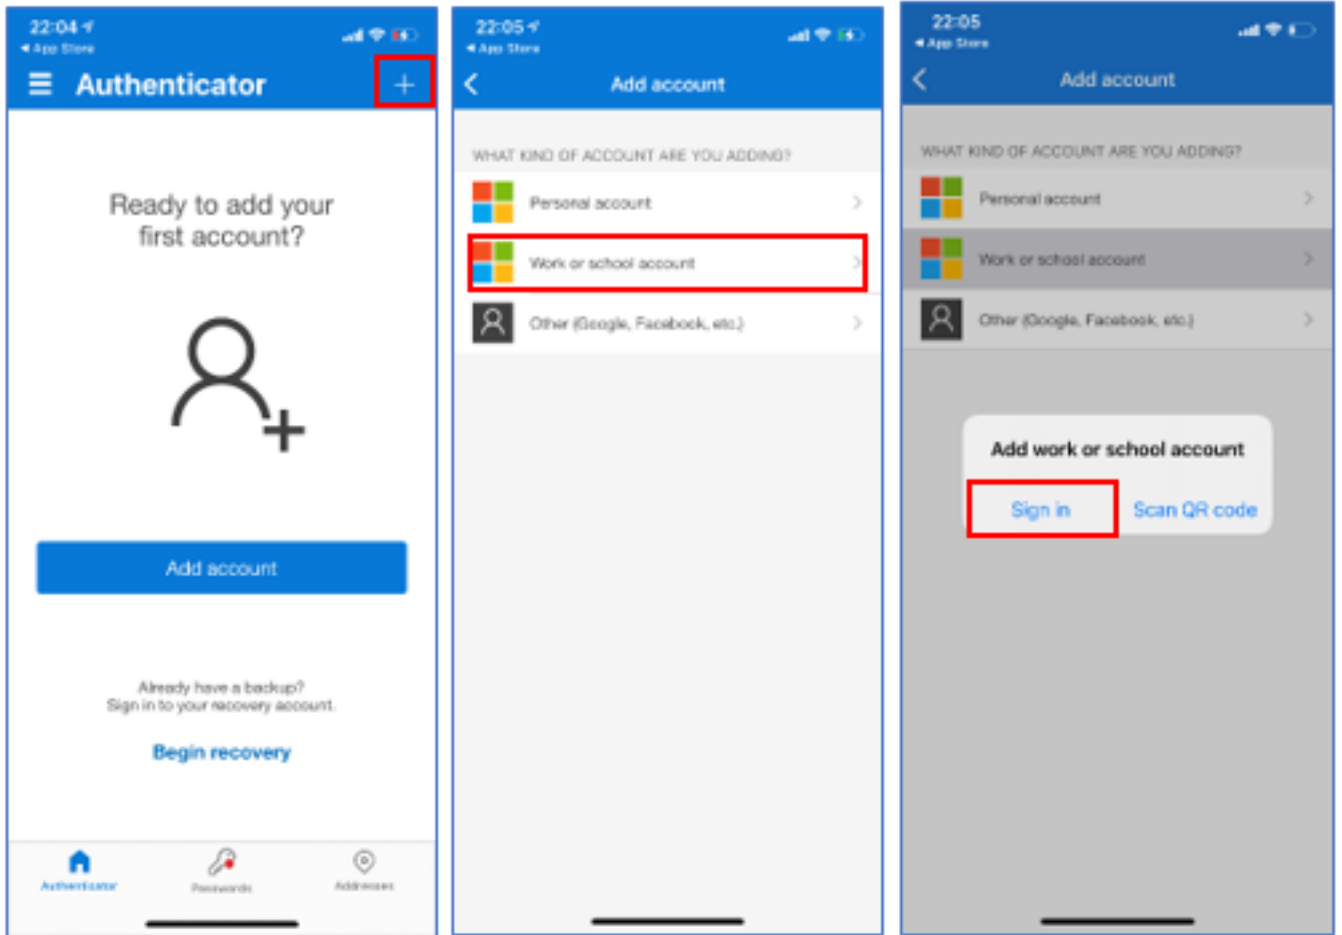 22:04
◀ App Store
Authenticator
+
Ready to add your
first account?
Add account
Already have a backup?
Sign in to your recovery account.
Begin recovery
Authenticator
Passwords
Addresses
22:05
◀ App Store
Add account
WHAT KIND OF ACCOUNT ARE YOU ADDING?
Personal account
Work or school account
Other (Google, Facebook, etc.)
22:05
◀ App Store
Add account
WHAT KIND OF ACCOUNT ARE YOU ADDING?
Personal account
Work or school account
Other (Google, Facebook, etc.)
Add work or school account
Sign in
Scan QR code